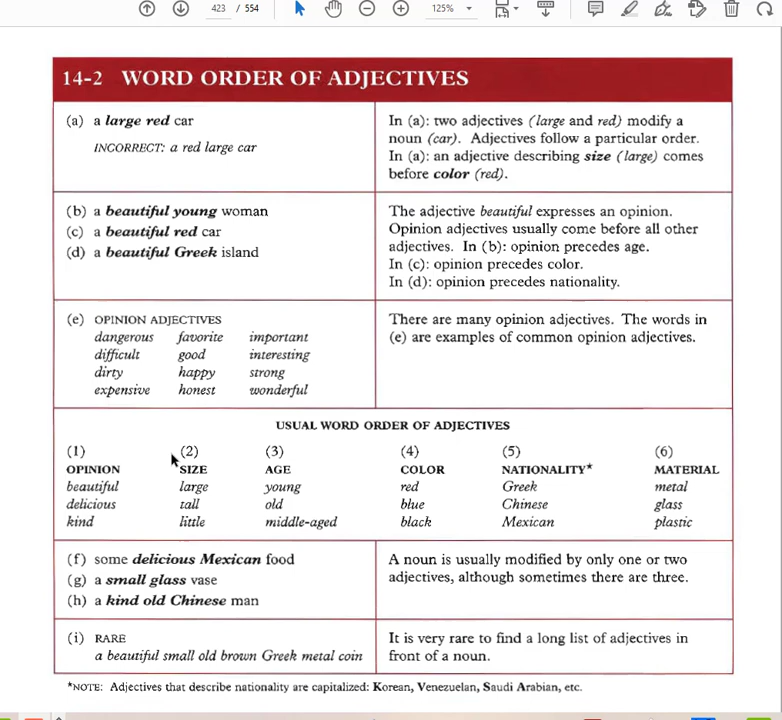 423 / 554
125%
14-2 WORD ORDER OF ADJECTIVES
(a) a large red car
INCORRECT: a red large car
In (a): two adjectives (large and red) modify a
noun (car). Adjectives follow a particular order.
In (a): an adjective describing size (large) comes
before color (red).
(b) a beautiful young woman
(c) a beautiful red car
(d) a beautiful Greek island
The adjective beautiful expresses an opinion.
Opinion adjectives usually come before all other
adjectives. In (b): opinion precedes age.
In (c): opinion precedes color.
In (d): opinion precedes nationality.
(e) OPINION ADJECTIVES
dangerous favorite important
difficult good interesting
dirty happy strong
expensive honest wonderful
There are many opinion adjectives. The words in
(e) are examples of common opinion adjectives.
USUAL WORD ORDER OF ADJECTIVES
(1) (2) (3) (4) (5) (6)
OPINION SIZE AGE COLOR NATIONALITY* MATERIAL
beautiful large young red Greek metal
delicious tall old blue Chinese glass
kind little middle-aged black Mexican plastic
(f) some delicious Mexican food
(g) a small glass vase
(h) a kind old Chinese man
A noun is usually modified by only one or two
adjectives, although sometimes there are three.
(i) RARE
a beautiful small old brown Greek metal coin
It is very rare to find a long list of adjectives in
front of a noun.
*NOTE: Adjectives that describe nationality are capitalized: Korean, Venezuelan, Saudi Arabian, etc.